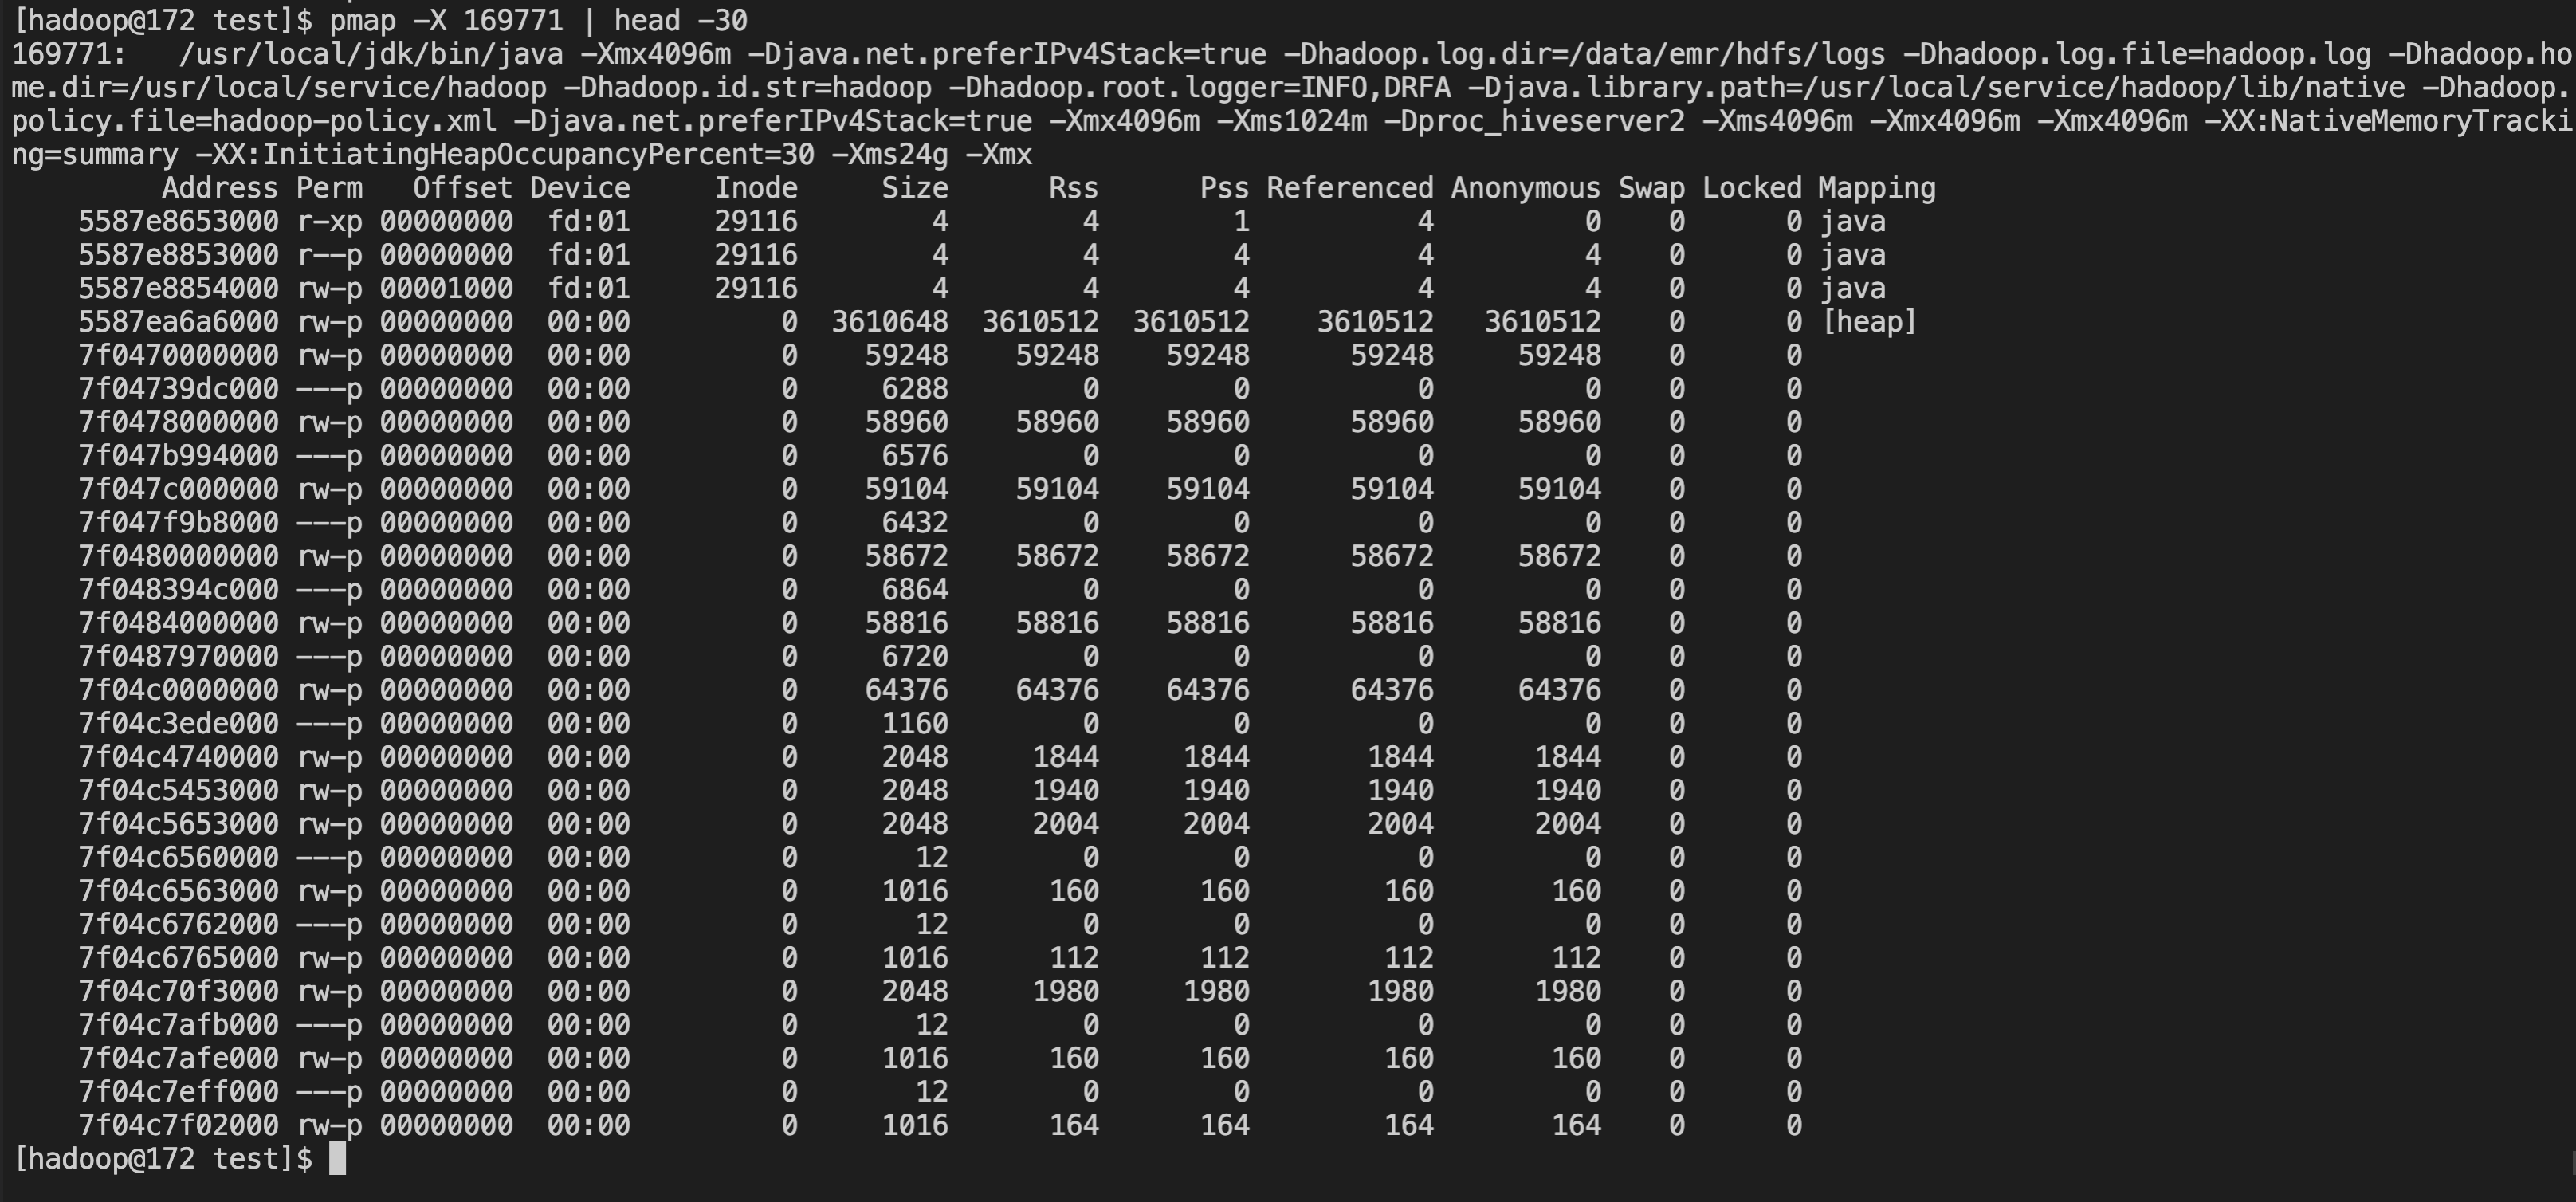 [hadoop@172 test]$ pmap -X 169771 | head -30
169771:   /usr/local/jdk/bin/java -Xmx4096m -Djava.net.preferIPv4Stack=true -Dhadoop.log.dir=/data/emr/hdfs/logs -Dhadoop.log.file=hadoop.log -Dhadoop.ho
me.dir=/usr/local/service/hadoop -Dhadoop.id.str=hadoop -Dhadoop.root.logger=INFO,DRFA -Djava.library.path=/usr/local/service/hadoop/lib/native -Dhadoop.
policy.file=hadoop-policy.xml -Djava.net.preferIPv4Stack=true -Xmx4096m -Xms1024m -Dproc_hiveserver2 -Xms4096m -Xmx4096m -Xmx4096m -XX:NativeMemoryTracki
ng=summary -XX:InitiatingHeapOccupancyPercent=30 -Xms24g -Xmx
Address Perm Offset Device Inode Size Rss Pss Referenced Anonymous Swap Locked Mapping
5587e8653000 r-xp 00000000 fd:01 29116 4 4 1 4 0 0 0 java
5587e8853000 r--p 00000000 fd:01 29116 4 4 4 4 4 0 0 java
5587e8854000 rw-p 00001000 fd:01 29116 4 4 4 4 4 0 0 java
5587ea6a6000 rw-p 00000000 00:00 0 3610648 3610512 3610512 3610512 3610512 0 0 [heap]
7f0470000000 rw-p 00000000 00:00 0 59248 59248 59248 59248 59248 0 0
7f04739dc000 ---p 00000000 00:00 0 6288 0 0 0 0 0 0
7f0478000000 rw-p 00000000 00:00 0 58960 58960 58960 58960 58960 0 0
7f047b994000 ---p 00000000 00:00 0 6576 0 0 0 0 0 0
7f047c000000 rw-p 00000000 00:00 0 59104 59104 59104 59104 59104 0 0
7f047f9b8000 ---p 00000000 00:00 0 6432 0 0 0 0 0 0
7f0480000000 rw-p 00000000 00:00 0 58672 58672 58672 58672 58672 0 0
7f048394c000 ---p 00000000 00:00 0 6864 0 0 0 0 0 0
7f0484000000 rw-p 00000000 00:00 0 58816 58816 58816 58816 58816 0 0
7f0487970000 ---p 00000000 00:00 0 6720 0 0 0 0 0 0
7f04c0000000 rw-p 00000000 00:00 0 64376 64376 64376 64376 64376 0 0
7f04c3ede000 ---p 00000000 00:00 0 1160 0 0 0 0 0 0
7f04c4740000 rw-p 00000000 00:00 0 2048 1844 1844 1844 1844 0 0
7f04c5453000 rw-p 00000000 00:00 0 2048 1940 1940 1940 1940 0 0
7f04c5653000 rw-p 00000000 00:00 0 2048 2004 2004 2004 2004 0 0
7f04c6560000 ---p 00000000 00:00 0 12 0 0 0 0 0 0
7f04c6563000 rw-p 00000000 00:00 0 1016 160 160 160 160 0 0
7f04c6762000 ---p 00000000 00:00 0 12 0 0 0 0 0 0
7f04c6765000 rw-p 00000000 00:00 0 1016 112 112 112 112 0 0
7f04c70f3000 rw-p 00000000 00:00 0 2048 1980 1980 1980 1980 0 0
7f04c7afb000 ---p 00000000 00:00 0 12 0 0 0 0 0 0
7f04c7afe000 rw-p 00000000 00:00 0 1016 160 160 160 160 0 0
7f04c7eff000 ---p 00000000 00:00 0 12 0 0 0 0 0 0
7f04c7f02000 rw-p 00000000 00:00 0 1016 164 164 164 164 0 0
[hadoop@172 test]$